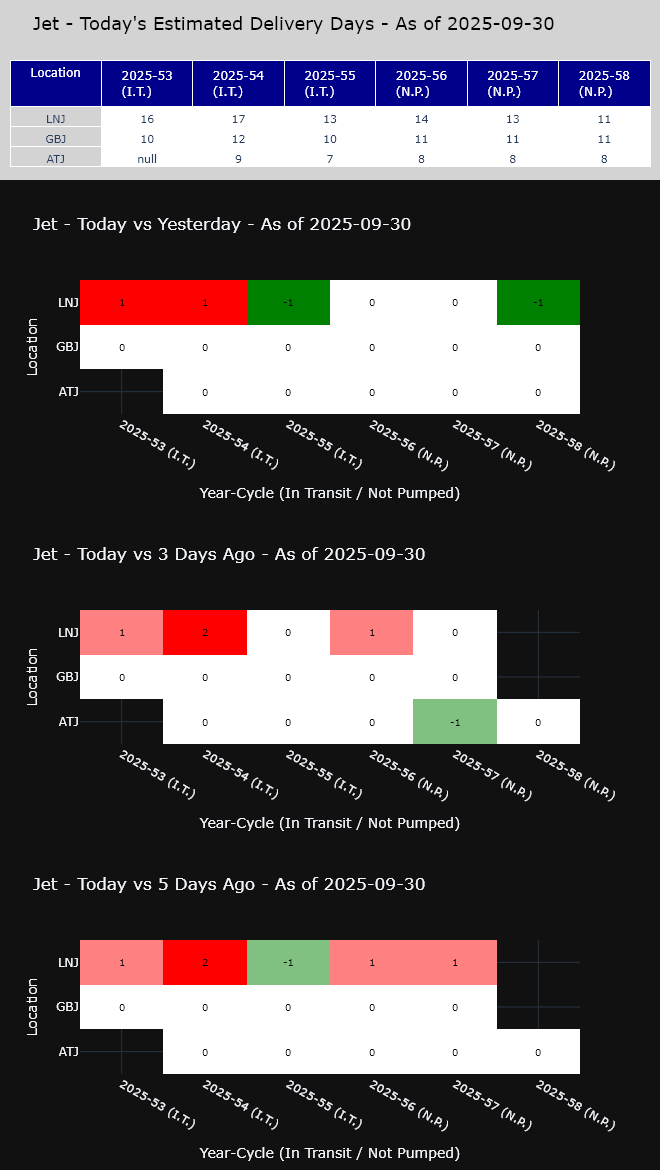 Jet - Today's Estimated Delivery Days - As of 2025-09-30
Location 2025-53 (I.T.) 2025-54 (I.T.) 2025-55 (I.T.) 2025-56 (N.P.) 2025-57 (N.P.) 2025-58 (N.P.)
LNJ 16 17 13 14 13 11
GBJ 10 12 10 11 11 11
ATJ null 9 7 8 8 8
Jet - Today vs Yesterday - As of 2025-09-30
Location
LNJ 1 1 -1 0 0 -1
GBJ 0 0 0 0 0 0
ATJ 0 0 0 0 0
2025-53 (I.T.) 2025-54 (I.T.) 2025-55 (I.T.) 2025-56 (N.P.) 2025-57 (N.P.) 2025-58 (N.P.)
Year-Cycle (In Transit / Not Pumped)
Jet - Today vs 3 Days Ago - As of 2025-09-30
Location
LNJ 1 2 0 1 0
GBJ 0 0 0 0 0
ATJ 0 0 0 -1 0
2025-53 (I.T.) 2025-54 (I.T.) 2025-55 (I.T.) 2025-56 (N.P.) 2025-57 (N.P.) 2025-58 (N.P.)
Year-Cycle (In Transit / Not Pumped)
Jet - Today vs 5 Days Ago - As of 2025-09-30
Location
LNJ 1 2 -1 1 1
GBJ 0 0 0 0 0
ATJ 0 0 0 0 0
2025-53 (I.T.) 2025-54 (I.T.) 2025-55 (I.T.) 2025-56 (N.P.) 2025-57 (N.P.) 2025-58 (N.P.)
Year-Cycle (In Transit / Not Pumped)